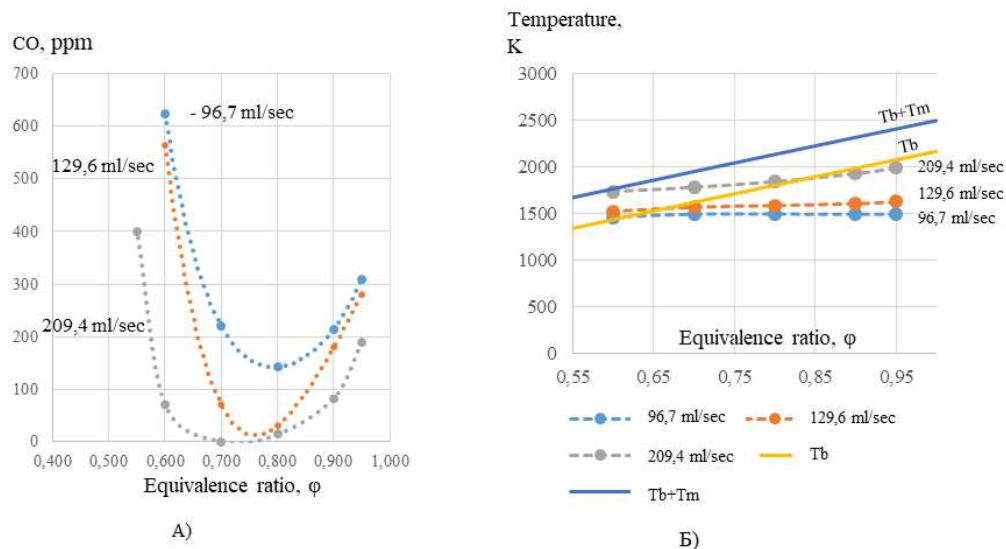 CO, ppm
700
600
500
400
300
200
100
0
- 96,7 ml/sec
129,6 ml/sec
209,4 ml/sec
0,400 0,500 0,600 0,700 0,800 0,900 1,000
Equivalence ratio, φ
A)
Temperature,
K
3000
2500
2000
1500
1000
500
0
Tb+Tm
Tb
209,4 ml/sec
129,6 ml/sec
96,7 ml/sec
Equivalence ratio, φ
0,55 0,65 0,75 0,85 0,95
96,7 ml/sec 129,6 ml/sec
209,4 ml/sec Tb
Tb+Tm
Б)